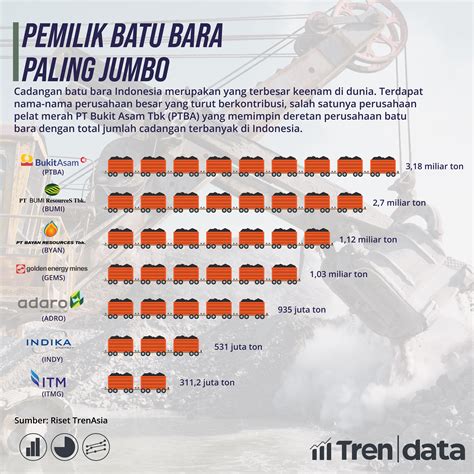 PEMILIK BATU BARA
PALING JUMBO
Cadangan batu bara Indonesia merupakan yang terbesar keenam di dunia. Terdapat
nama-nama perusahaan besar yang turut berkontribusi, salah satunya perusahaan
pelat merah PT Bukit Asam Tbk (PTBA) yang memimpin deretan perusahaan batu
bara dengan total jumlah cadangan terbanyak di Indonesia.
BukitAsam
(PTBA)
3,18 miliar ton
PT BUMI ResourceS Tbk.
(BUMI)
2,7 miliar ton
PT BAYAN RESOURCES Tbk.
(BYAN)
1,12 miliar ton
golden energy mines
(GEMS)
1,03 miliar ton
adaro
(ADRO)
935 juta ton
INDIKA
(INDY)
531 juta ton
ITM
(ITMG)
311,2 juta ton
Sumber: Riset TrenAsia
Tren|data